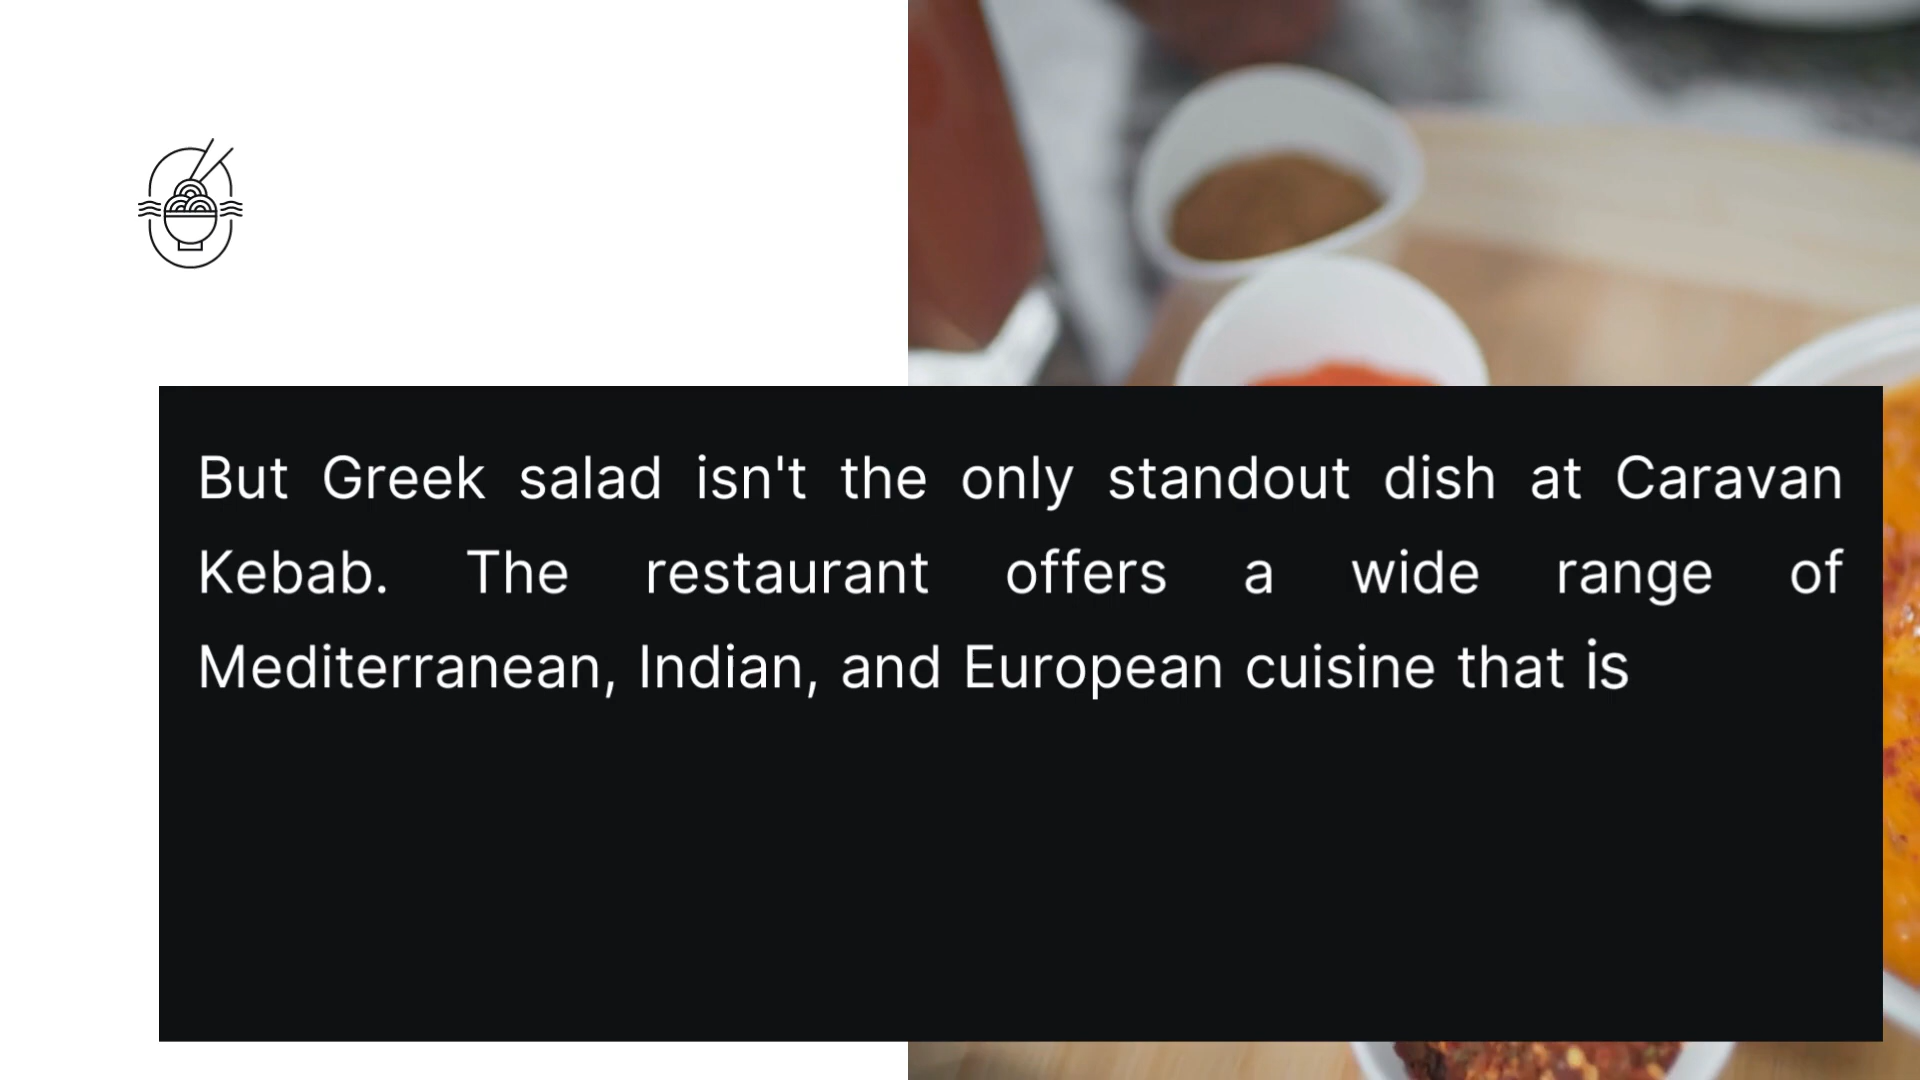 But Greek salad isn't the only standout dish at Caravan
Kebab. The restaurant offers a wide range of
Mediterranean, Indian, and European cuisine that is